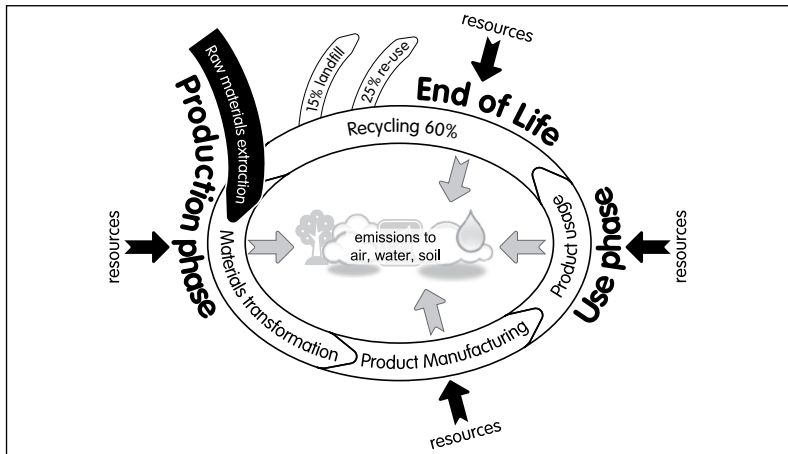 resources
Raw materials extraction
15% landfill
25% re-use
End of Life
Recycling 60%
Production phase
resources
emissions to
air, water, soil
Product usage
Use phase
resources
Materials transformation
Product Manufacturing
resources